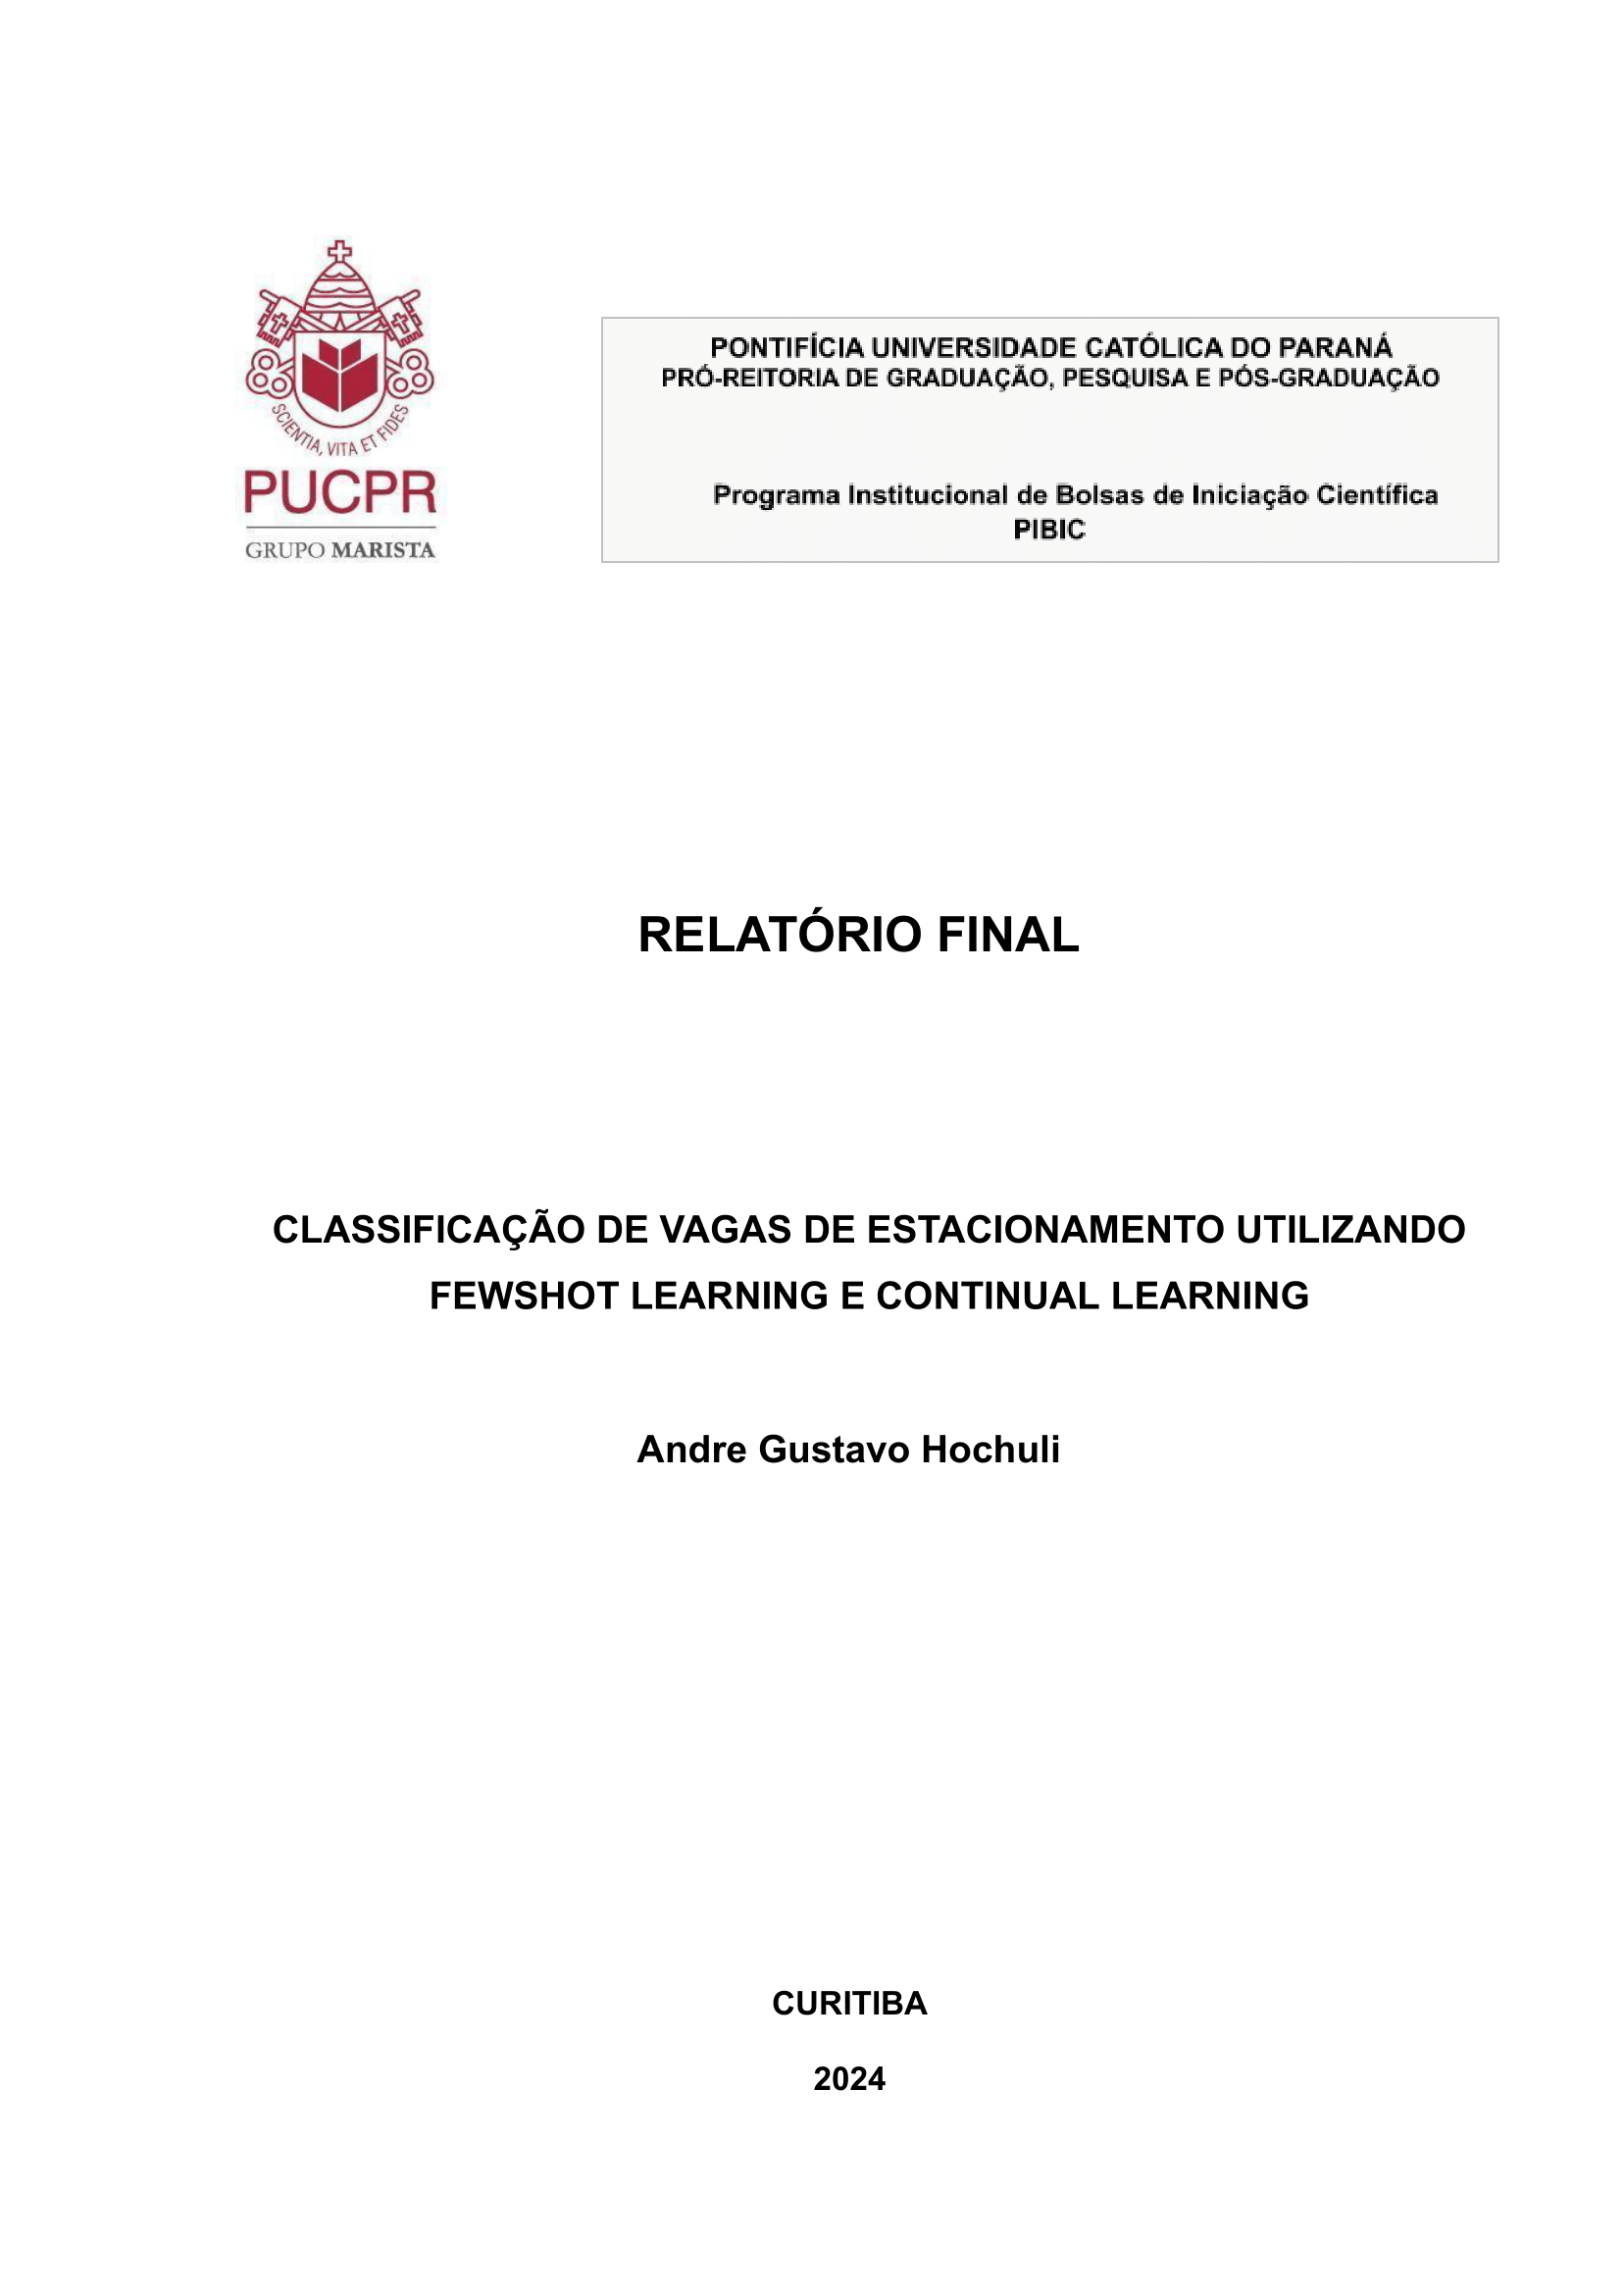 SCIENTIA, VITA ET FIDES
PUCPR
GRUPO MARISTA
PONTIFÍCIA UNIVERSIDADE CATÓLICA DO PARANÁ
PRÓ-REITORIA DE GRADUAÇÃO, PESQUISA E PÓS-GRADUAÇÃO
Programa Institucional de Bolsas de Iniciação Científica
PIBIC
RELATÓRIO FINAL
CLASSIFICAÇÃO DE VAGAS DE ESTACIONAMENTO UTILIZANDO
FEWSHOT LEARNING E CONTINUAL LEARNING
Andre Gustavo Hochuli
CURITIBA
2024